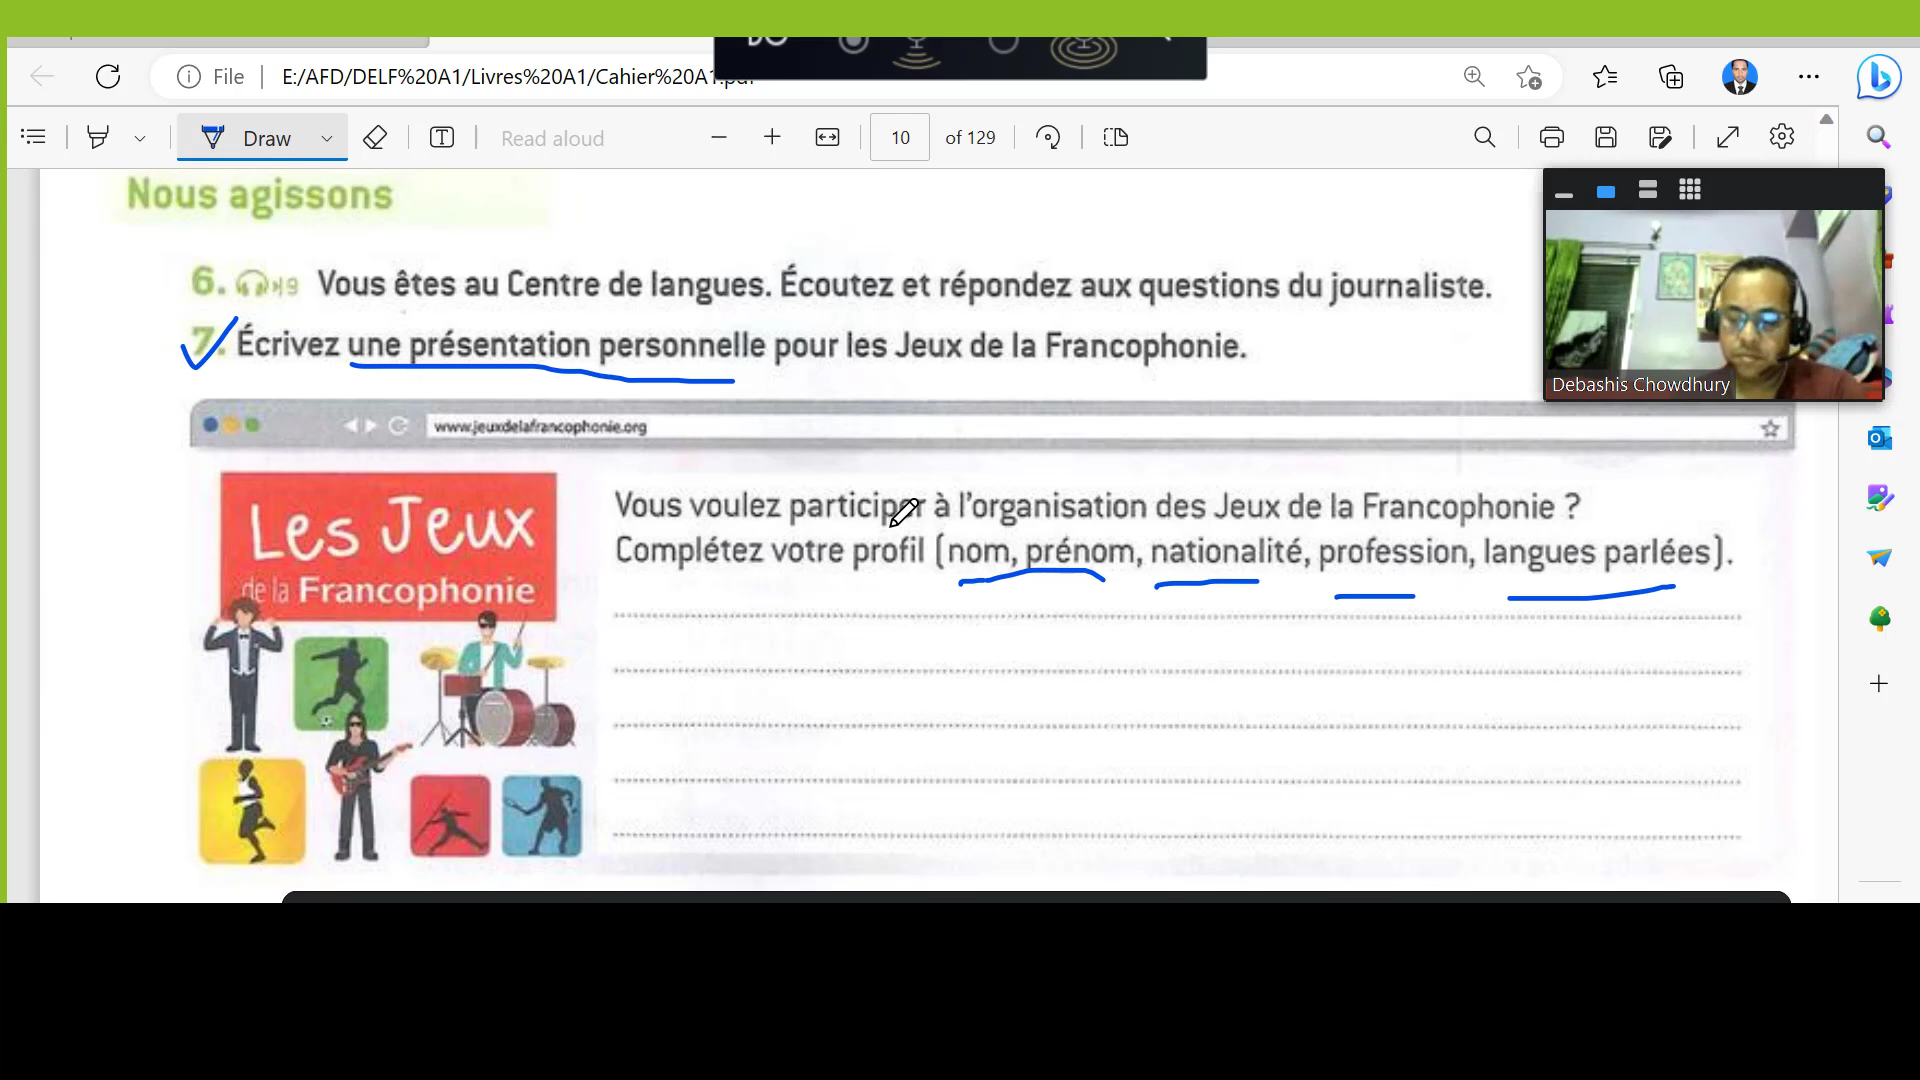 File
E:/AFD/DELF%20A1/Livres%20A1/Cahier%20A1.pdf
Draw
Read aloud
10
of 129
Nous agissons
6. 9 Vous êtes au Centre de langues. Écoutez et répondez aux questions du journaliste.
7. Écrivez une présentation personnelle pour les Jeux de la Francophonie.
Debashis Chowdhury
www.jeuxdelafrancophonie.org
Les Jeux
de la Francophonie
Vous voulez participer à l'organisation des Jeux de la Francophonie ?
Complétez votre profil (nom, prénom, nationalité, profession, langues parlées).